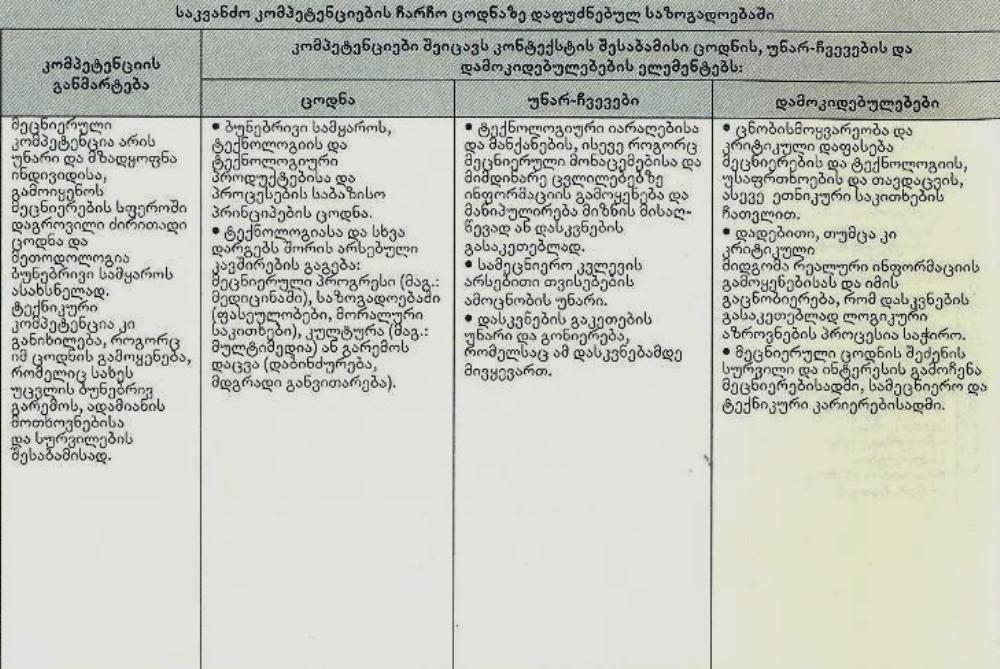 საკვანძო კომპეტენციების ჩარჩო ცოდნაზე დაფუძნებულ საზოგადოებაში
კომპეტენციის
განმარტება
კომპეტენციები შეიცავს კონტექსტის შესაბამისი ცოდნის, უნარ-ჩვევების და
დამოკიდებულებების ელემენტებს:
ცოდნა
უნარ-ჩვევები
დამოკიდებულებები
მეცნიერული
კომპეტენცია არის
უნარი და მზადყოფნა
ინდივიდისა,
გამოიყენოს
მეცნიერების სფეროში
დაგროვილი ძირითადი
ცოდნა და
მეთოდოლოგია
ბუნებრივი სამყაროს
ასახსნელად.
ტექნიკური
კომპეტენცია კი
განიხილება, როგორც
იმ ცოდნის გამოყენება,
რომელიც სახეს
უცვლის ბუნებრივ
გარემოს, ადამიანის
მოთხოვნებისა
და სურვილების
შესაბამისად.
• ბუნებრივი სამყაროს,
ტექნოლოგიის და
ტექნოლოგიური
პროდუქტებისა და
პროცესების საბაზისო
პრინციპების ცოდნა.
• ტექნოლოგიასა და სხვა
დარგებს შორის არსებული
კავშირების გაგება:
მეცნიერული პროგრესი (მაგ.:
მედიცინაში), საზოგადოებაში
(ფასეულობები, მორალური
საკითხები), კულტურა (მაგ.:
მულტიმედია) ან გარემოს
დაცვა (დაბინძურება,
მდგრადი განვითარება).
• ტექნოლოგიური იარაღებისა
და მანქანების, ისევე როგორც
მეცნიერული მონაცემებისა და
მიმდინარე ცვლილებებზე
ინფორმაციის გამოყენება და
მანიპულირება მიზნის მისაღ-
წევად ან დასკვნების
გასაკეთებლად.
• სამეცნიერო კვლევის
არსებითი თვისებების
ამოცნობის უნარი.
• დასკვნების გაკეთების
უნარი და გონიერება,
რომელსაც ამ დასკვნებამდე
მივყევართ.
• ცნობისმოყვარეობა და
კრიტიკული დაფასება
მეცნიერების და ტექნოლოგიის,
უსაფრთხოების და თავდაცვის,
ასევე ეთნიკური საკითხების
ჩათვლით.
• დადებითი, თუმცა კი
კრიტიკული
მიდგომა რეალური ინფორმაციის
გამოყენებისას და იმის
გაცნობიერება, რომ დასკვნების
გასაკეთებლად ლოგიკური
აზროვნების პროცესია საჭირო.
• მეცნიერული ცოდნის შეძენის
სურვილი და ინტერესის გამოჩენა
მეცნიერებისადმი, სამეცნიერო და
ტექნიკური კარიერებისადმი.